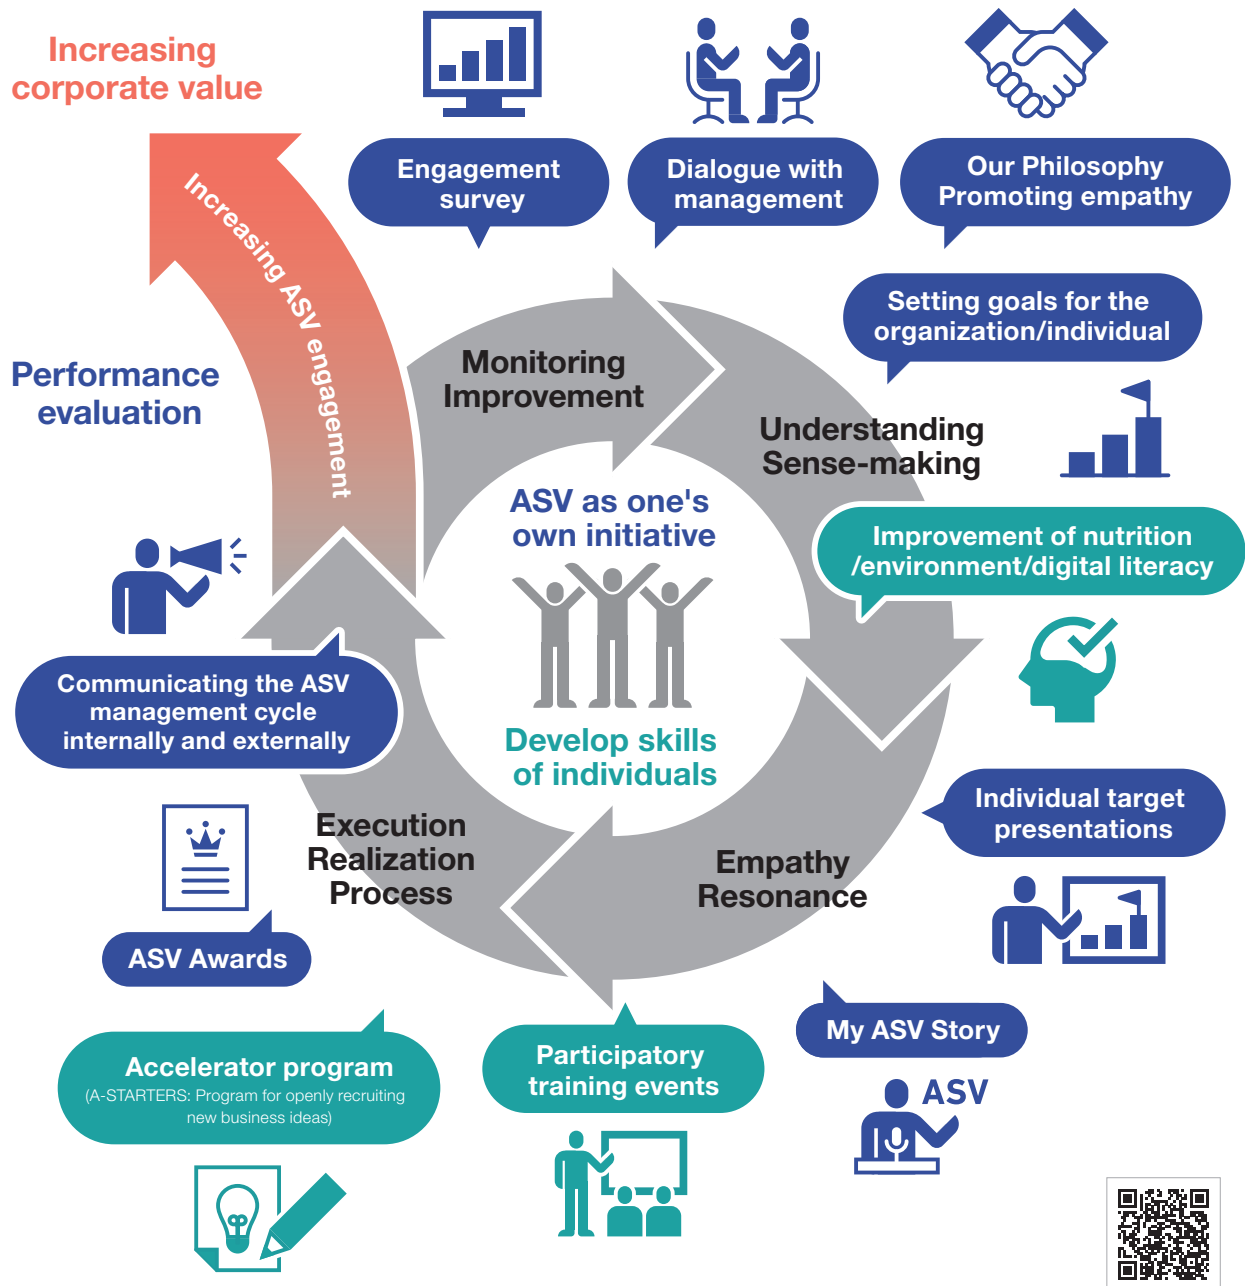 Increasing
corporate value
Engagement
survey
Dialogue with
management
Our Philosophy
Promoting empathy
Increasing ASV engagement
Setting goals for the
organization/individual
Performance
evaluation
Monitoring
Improvement
Understanding
Sense-making
ASV as one's
own initiative
Improvement of nutrition
/environment/digital literacy
Communicating the ASV
management cycle
internally and externally
Develop skills
of individuals
Individual target
presentations
Execution
Realization
Process
Empathy
Resonance
ASV Awards
My ASV Story
Accelerator program
(A-STARTERS: Program for openly recruiting
new business ideas)
Participatory
training events
ASV